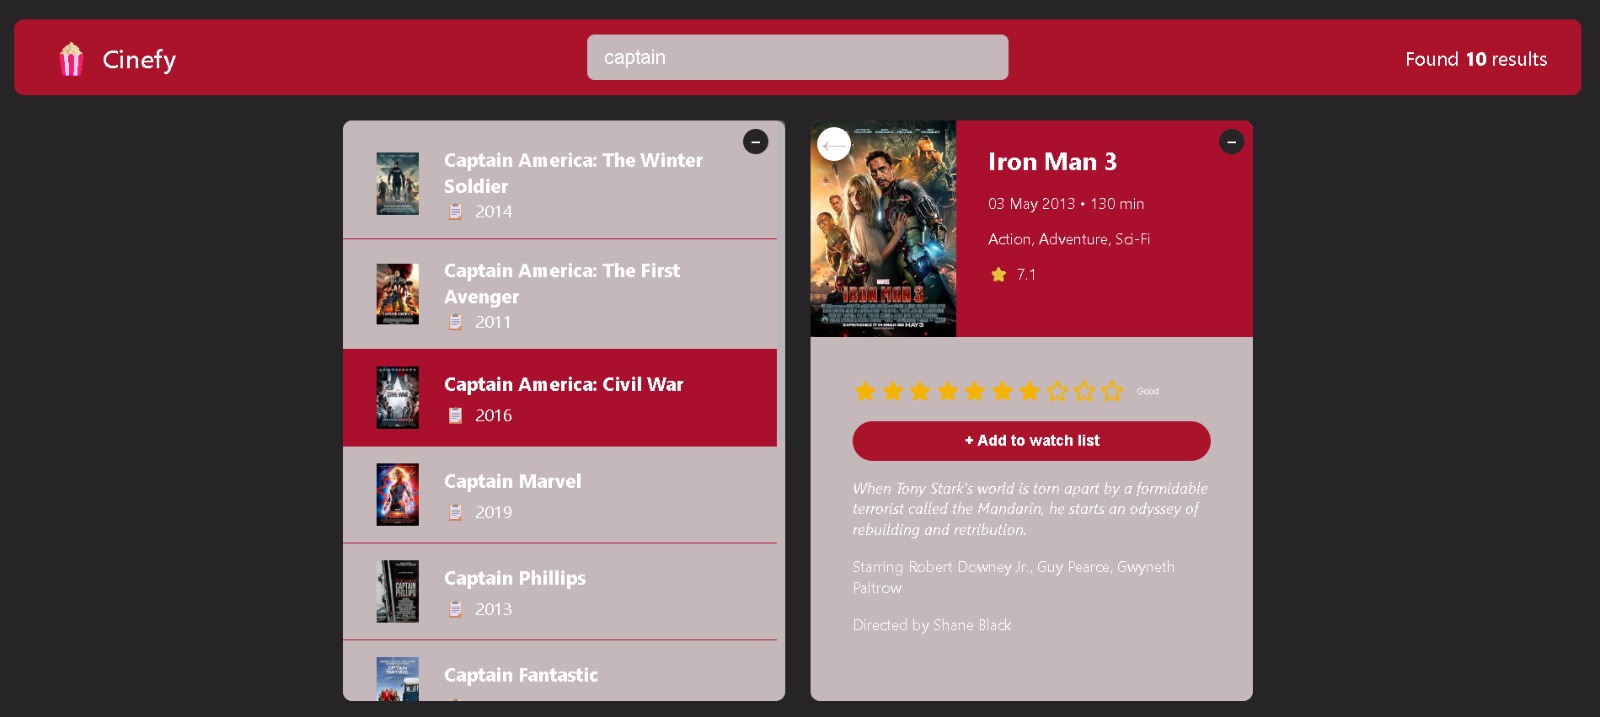 Cinefy
captain
Found 10 results
Captain America: The Winter
Soldier
2014
Captain America: The First
Avenger
2011
Captain America: Civil War
2016
Captain Marvel
2019
Captain Phillips
2013
Captain Fantastic
IRON MAN 3
Iron Man 3
03 May 2013 • 130 min
Action, Adventure, Sci-Fi
7.1
Good
+ Add to watch list
When Tony Stark's world is torn apart by a formidable
terrorist called the Mandarin, he starts an odyssey of
rebuilding and retribution.
Starring Robert Downey Jr., Guy Pearce, Gwyneth
Paltrow
Directed by Shane Black